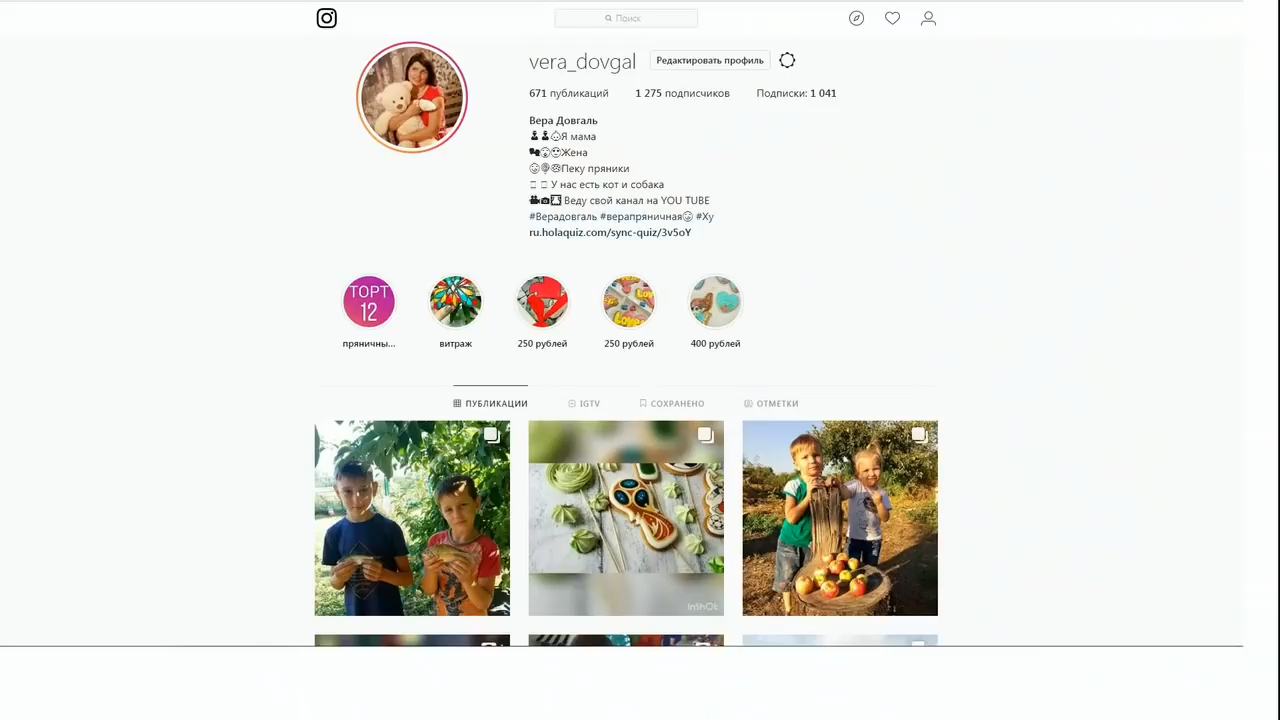 Поиск
vera_dovgal Редактировать профиль
671 публикаций 1 275 подписчиков Подписки: 1 041
Вера Довгаль
Я мама
Жена
Пеку пряники
У нас есть кот и собака
Веду свой канал на YOU TUBE
#Верадовгаль #верапряничная #Ху
ru.holaquiz.com/sync-quiz/3v5oY
ТОРТ
12
пряничны... витраж 250 рублей 250 рублей 400 рублей
ПУБЛИКАЦИИ IGTV СОХРАНЕНО ОТМЕТКИ
InShOt